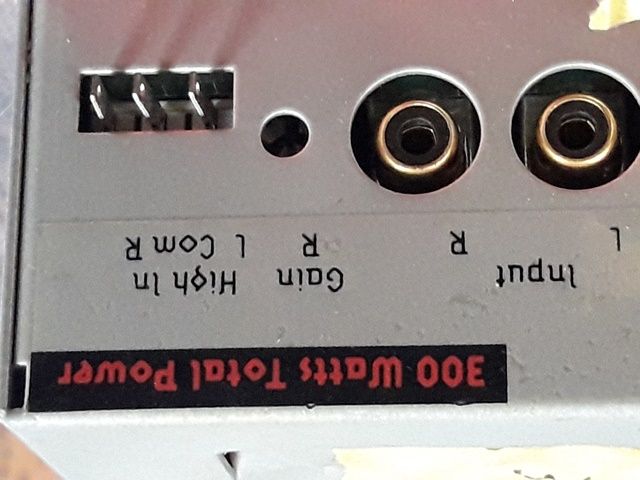 300 Watts Total Power
Input Gain High In
L R R L Com R